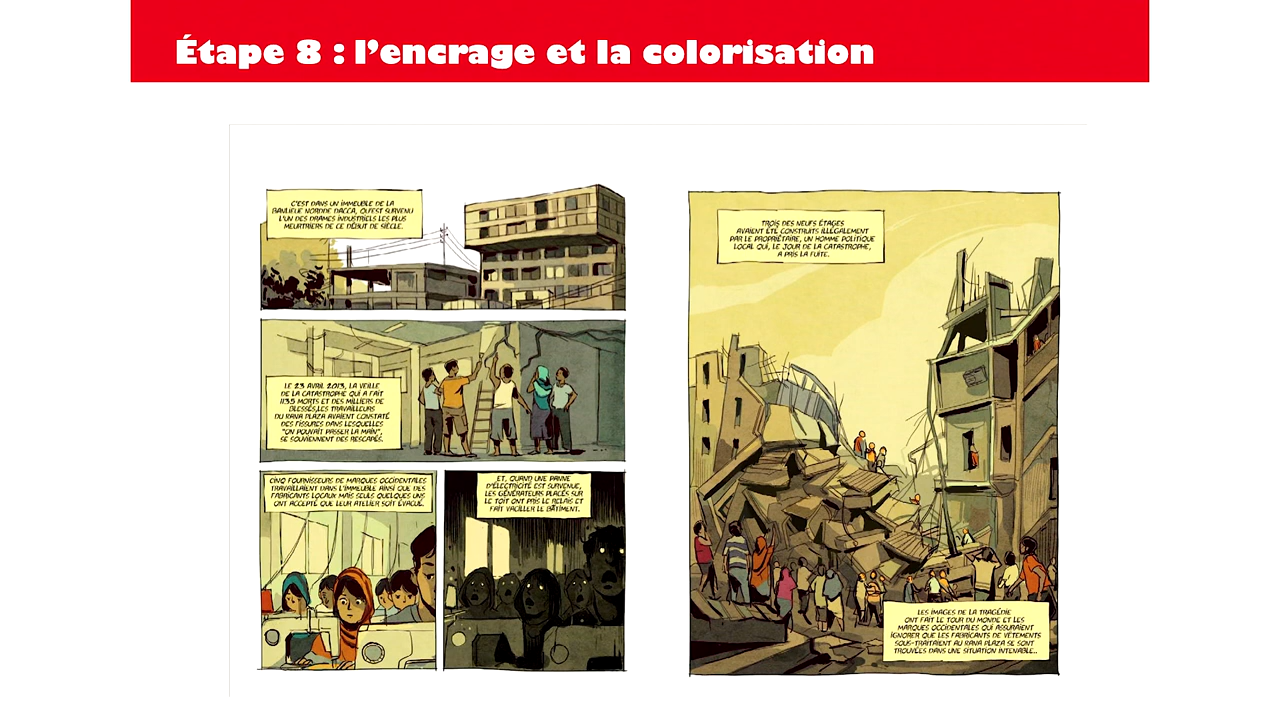 Étape 8 : l'encrage et la colorisation
C'EST DANS UN IMMEUBLE DE LA
BANLIEUE NORDDE DACCA, QU'EST SURVENU
L'UN DES DRAMES INDUSTRIELS LES PLUS
MEURTRIERS DE CE DÉBUT DE SIÈCLE.
LE 23 AVRIL 2013, LA VEILLE
DE LA CATASTROPHE QUI A FAIT
1135 MORTS ET DES MILLIERS DE
BLESSÉS,LES TRAVAILLEURS
DU RANA PLAZA AVAIENT CONSTATÉ
DES FISSURES DANS LESQUELLES
"ON POUVAIT PASSER LA MAIN",
SE SOUVIENNENT DES RESCAPÉS.
CINQ FOURNISSEURS DE MARQUES OCCIDENTALES
TRAVAILLAIENT DANS L'IMMEUBLE AINSI QUE DES
FABRICANTS LOCAUX MAIS SEULS QUELQUES UNS
ONT ACCEPTÉ QUE LEUR ATELIER SOIT ÉVACUÉ.
ET, QUAND UNE PANNE
D'ÉLECTRICITÉ EST SURVENUE,
LES GÉNÉRATEURS PLACÉS SUR
LE TOIT ONT PRIS LE RELAIS ET
FAIT VACILLER LE BÂTIMENT.
TROIS DES NEUFS ÉTAGES
AVAIENT ÉTÉ CONSTRUITS ILLÉGALEMENT
PAR LE PROPRIÉTAIRE, UN HOMME POLITIQUE
LOCAL QUI, LE JOUR DE LA CATASTROPHE,
A PRIS LA FUITE.
LES IMAGES DE LA TRAGÉDIE
ONT FAIT LE TOUR DU MONDE ET LES
MARQUES OCCIDENTALES QUI ASSURAIENT
IGNORER QUE LES FABRICANTS DE VÊTEMENTS
SOUS-TRAITAIENT AU RANA PLAZA SE SONT
TROUVÉES DANS UNE SITUATION INTENABLE..